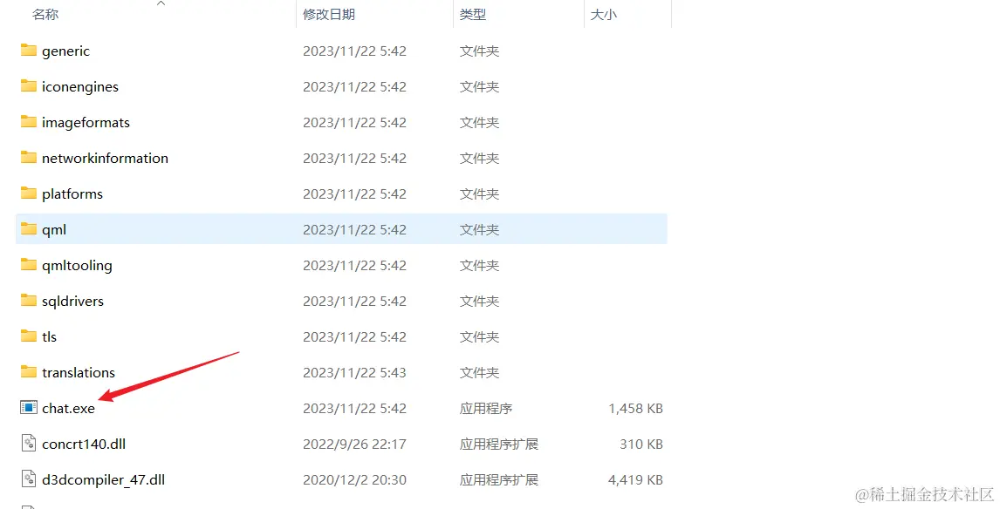 名称 修改日期 类型 大小
generic 2023/11/22 5:42 文件夹
iconengines 2023/11/22 5:42 文件夹
imageformats 2023/11/22 5:42 文件夹
networkinformation 2023/11/22 5:42 文件夹
platforms 2023/11/22 5:42 文件夹
qml 2023/11/22 5:42 文件夹
qmltooling 2023/11/22 5:42 文件夹
sqldrivers 2023/11/22 5:42 文件夹
tls 2023/11/22 5:42 文件夹
translations 2023/11/22 5:43 文件夹
chat.exe 2023/11/22 5:42 应用程序 1,458 KB
concrt140.dll 2022/9/26 22:17 应用程序扩展 310 KB
d3dcompiler_47.dll 2020/12/2 20:30 应用程序扩展 4,419 KB
@稀土掘金技术社区